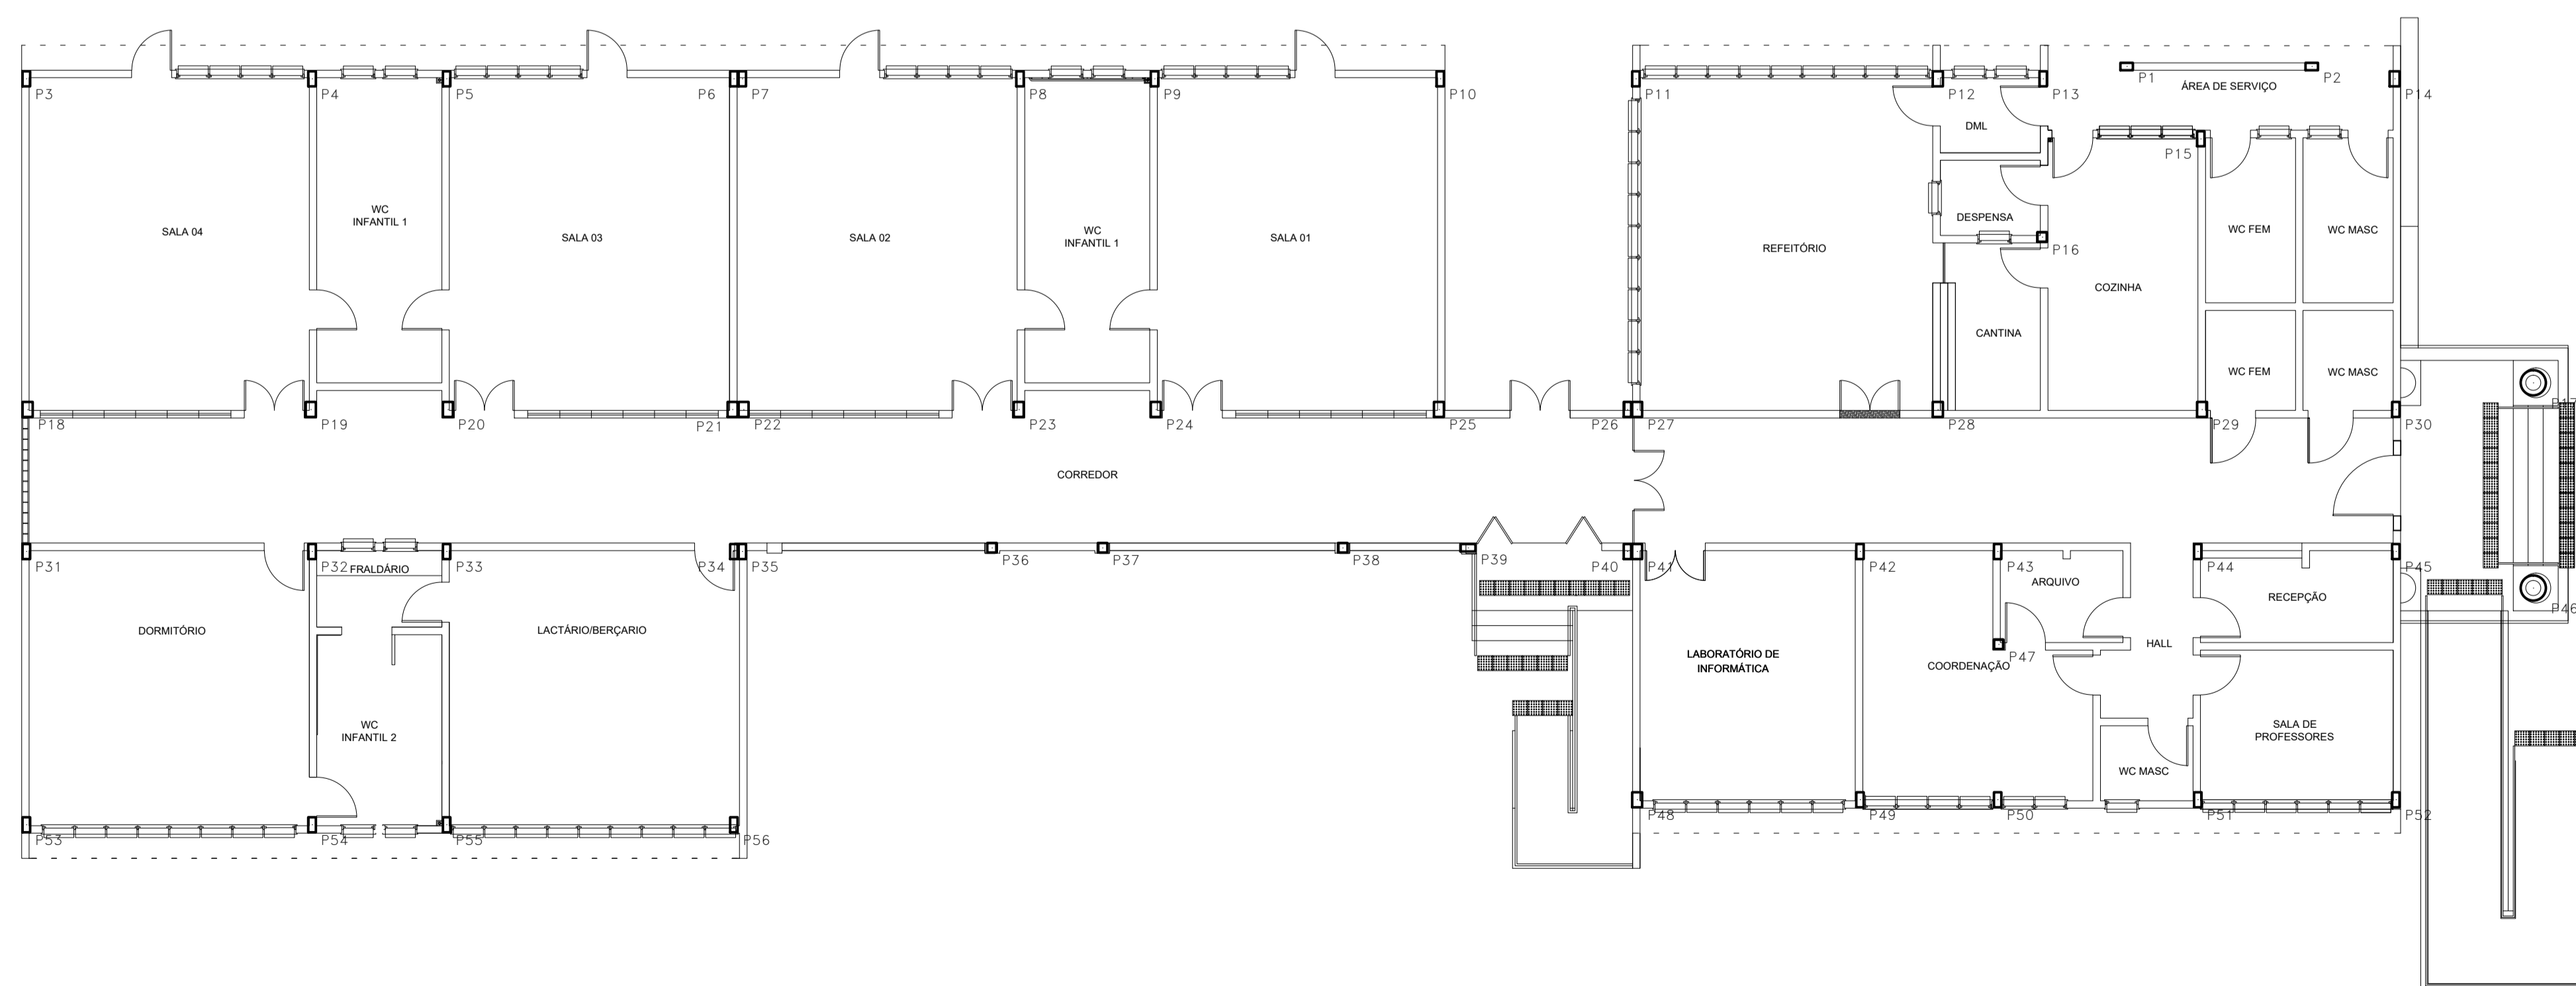 P1
P2
ÁREA DE SERVIÇO
P3
P4
P5
P6
P7
P8
P9
P10
P11
P12
P13
P14
DML
P15
WC
INFANTIL 1
SALA 04
SALA 03
SALA 02
WC
INFANTIL 1
SALA 01
REFEITÓRIO
DESPENSA
P16
WC FEM
WC MASC
COZINHA
CANTINA
WC FEM
WC MASC
P17
P18
P19
P20
P21
P22
P23
P24
P25
P26
P27
P28
P29
P30
CORREDOR
P31
P32
FRALDÁRIO
P33
P34
P35
P36
P37
P38
P39
P40
P41
P42
P43
ARQUIVO
P44
P45
RECEPÇÃO
P46
DORMITÓRIO
LACTÁRIO/BERÇARIO
HALL
LABORATÓRIO DE
INFORMÁTICA
P47
COORDENAÇÃO
WC
INFANTIL 2
SALA DE
PROFESSORES
WC MASC
P48
P49
P50
P51
P52
P53
P54
P55
P56